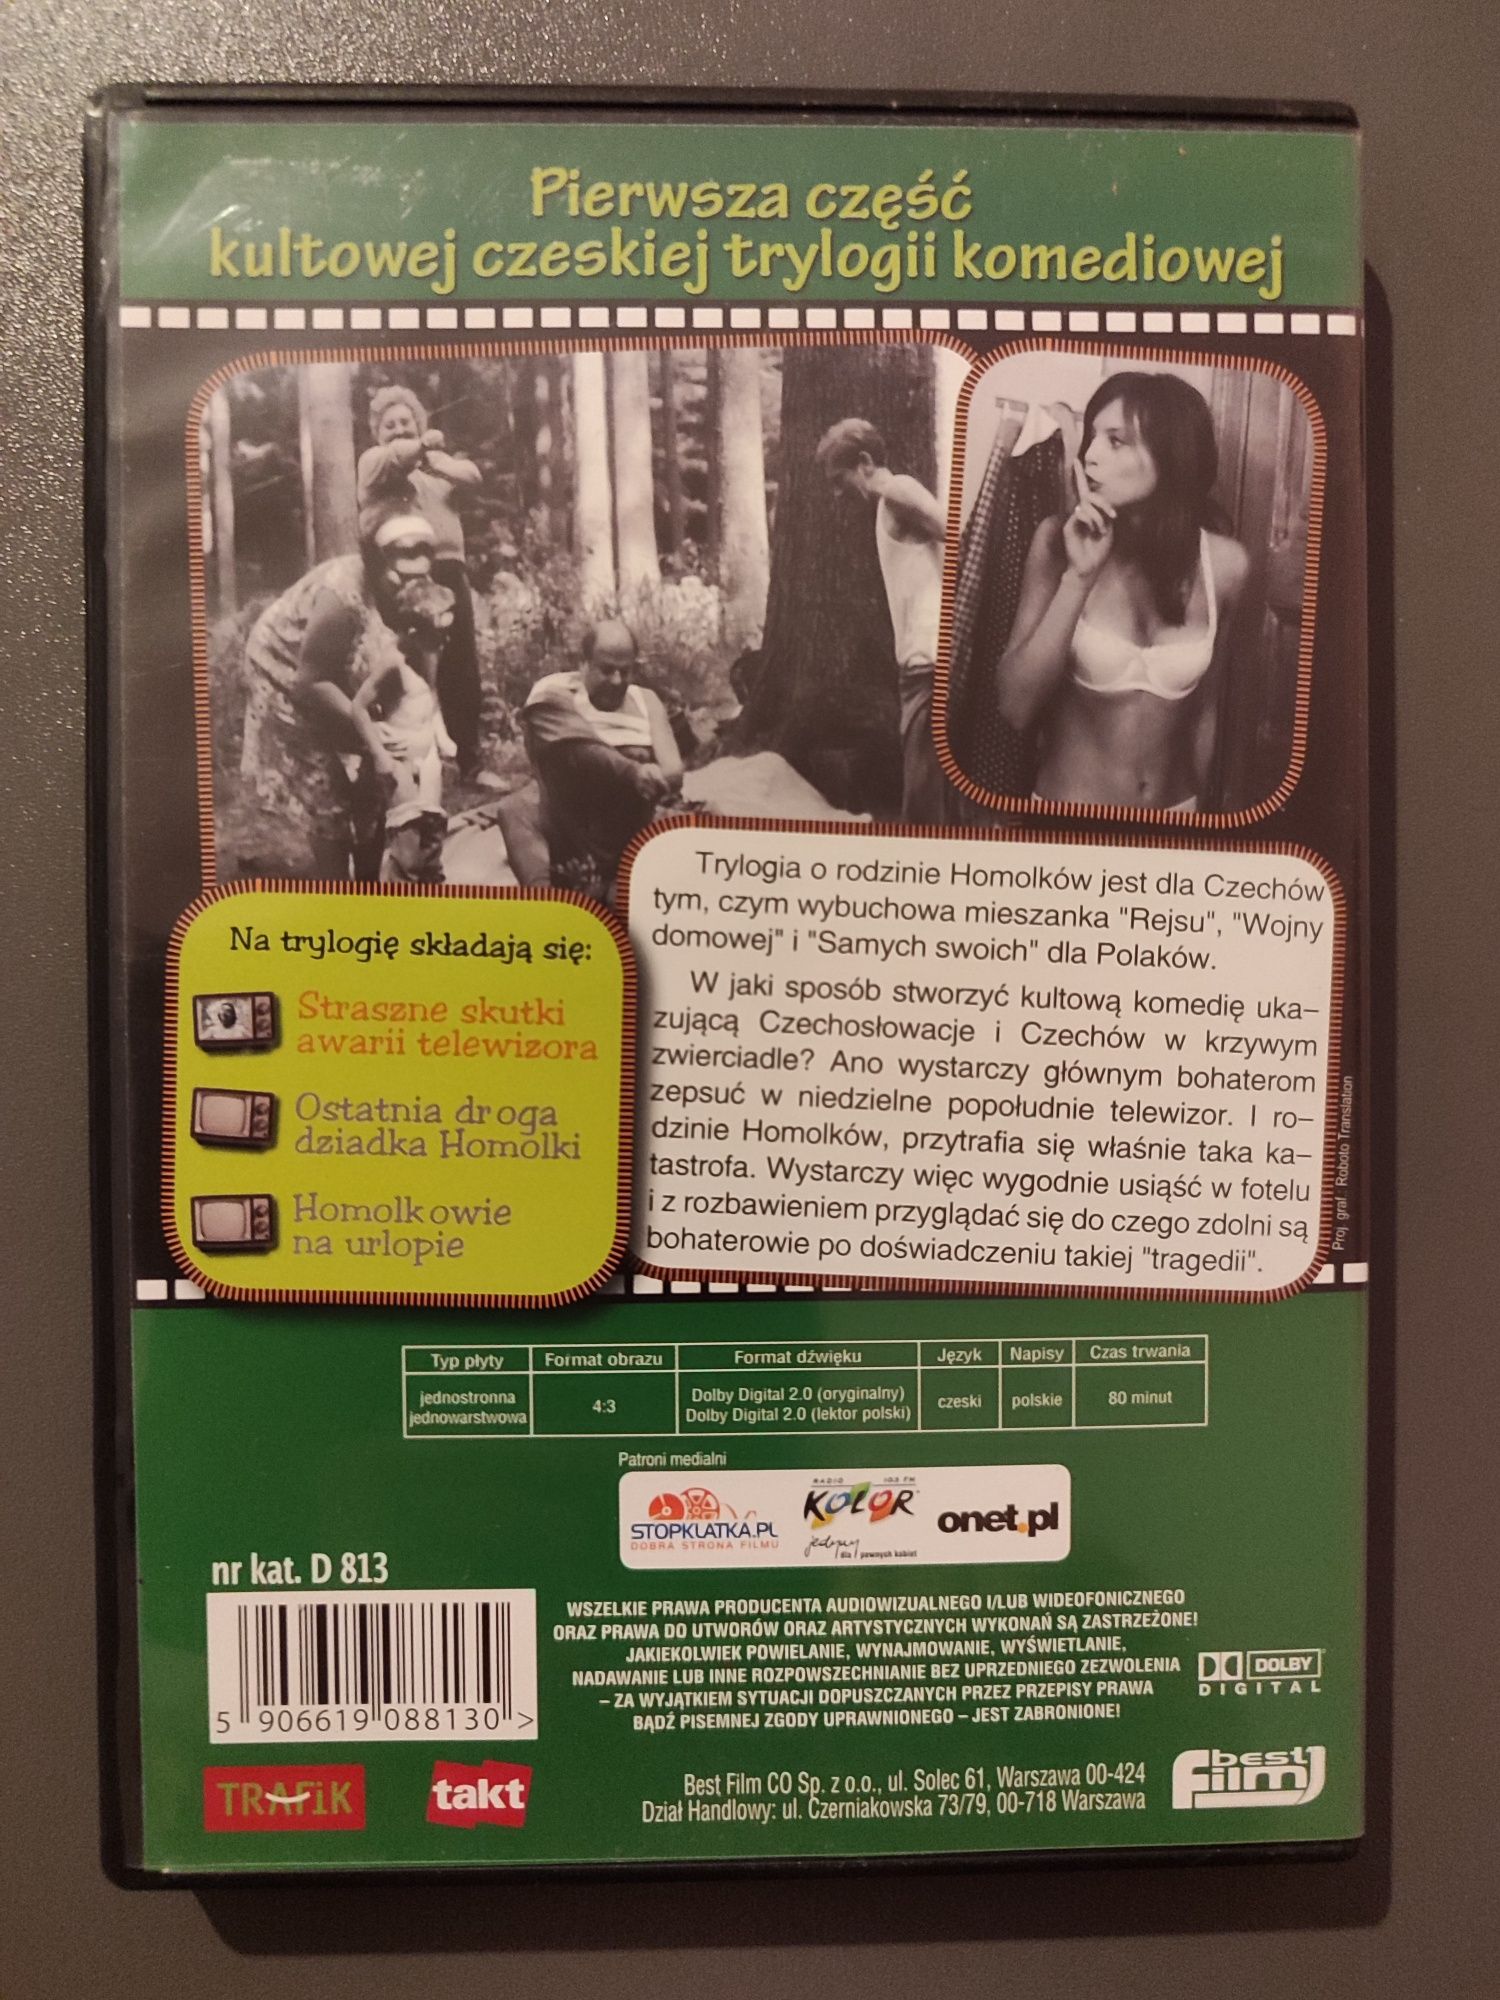 Pierwsza część
kultowej czeskiej trylogii komediowej
Na trylogię składają się:
Straszne skutki
awarii telewizora
Ostatnia droga
dziadka Homolki
Homolkowie
na urlopie
Trylogia o rodzinie Homolków jest dla Czechów
tym, czym wybuchowa mieszanka "Rejsu", "Wojny
domowej" i "Samych swoich" dla Polaków.
W jaki sposób stworzyć kultową komedię uka–
zującą Czechosłowacje i Czechów w krzywym
zwierciadle? Ano wystarczy głównym bohaterom
zepsuć w niedzielne popołudnie telewizor. I ro–
dzinie Homolków, przytrafia się właśnie taka ka–
tastrofa. Wystarczy więc wygodnie usiąść w fotelu
i z rozbawieniem przyglądać się do czego zdolni są
bohaterowie po doświadczeniu takiej "tragedii".
Proj. graf.: Roboto Translation
Typ płyty Format obrazu Format dźwięku Język Napisy Czas trwania
jednostronna
jednowarstwowa
4:3
Dolby Digital 2.0 (oryginalny)
Dolby Digital 2.0 (lektor polski)
czeski
polskie
80 minut
Patroni medialni
STOPKLATKA.PL
DOBRA STRONA FILMU
RADIO 103 FM
KOLOR
jedyny
dla pewnych kobiet
onet.pl
nr kat. D 813
5 906619 088130 >
WSZELKIE PRAWA PRODUCENTA AUDIOWIZUALNEGO I/LUB WIDEOFONICZNEGO
ORAZ PRAWA DO UTWORÓW ORAZ ARTYSTYCZNYCH WYKONAŃ SĄ ZASTRZEŻONE!
JAKIEKOLWIEK POWIELANIE, WYNAJMOWANIE, WYŚWIETLANIE,
NADAWANIE LUB INNE ROZPOWSZECHNIANIE BEZ UPRZEDNIEGO ZEZWOLENIA
– ZA WYJĄTKIEM SYTUACJI DOPUSZCZANYCH PRZEZ PRZEPISY PRAWA
BĄDŹ PISEMNEJ ZGODY UPRAWNIONEGO – JEST ZABRONIONE!
DOLBY
DIGITAL
TRAFiK
takt
Best Film CO Sp. z o.o., ul. Solec 61, Warszawa 00-424
Dział Handlowy: ul. Czerniakowska 73/79, 00-718 Warszawa
best
film